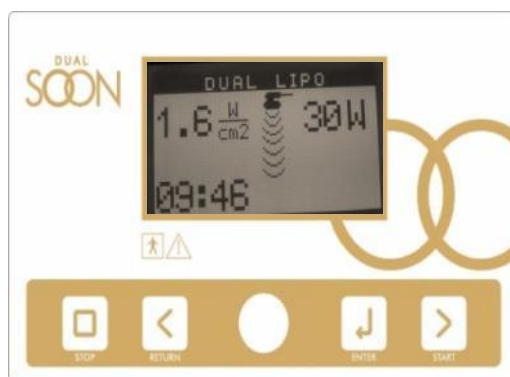 DUAL
SOON
DUAL LIPO
1.6 W/cm2 30W
09:46
STOP
RETURN
ENTER
START